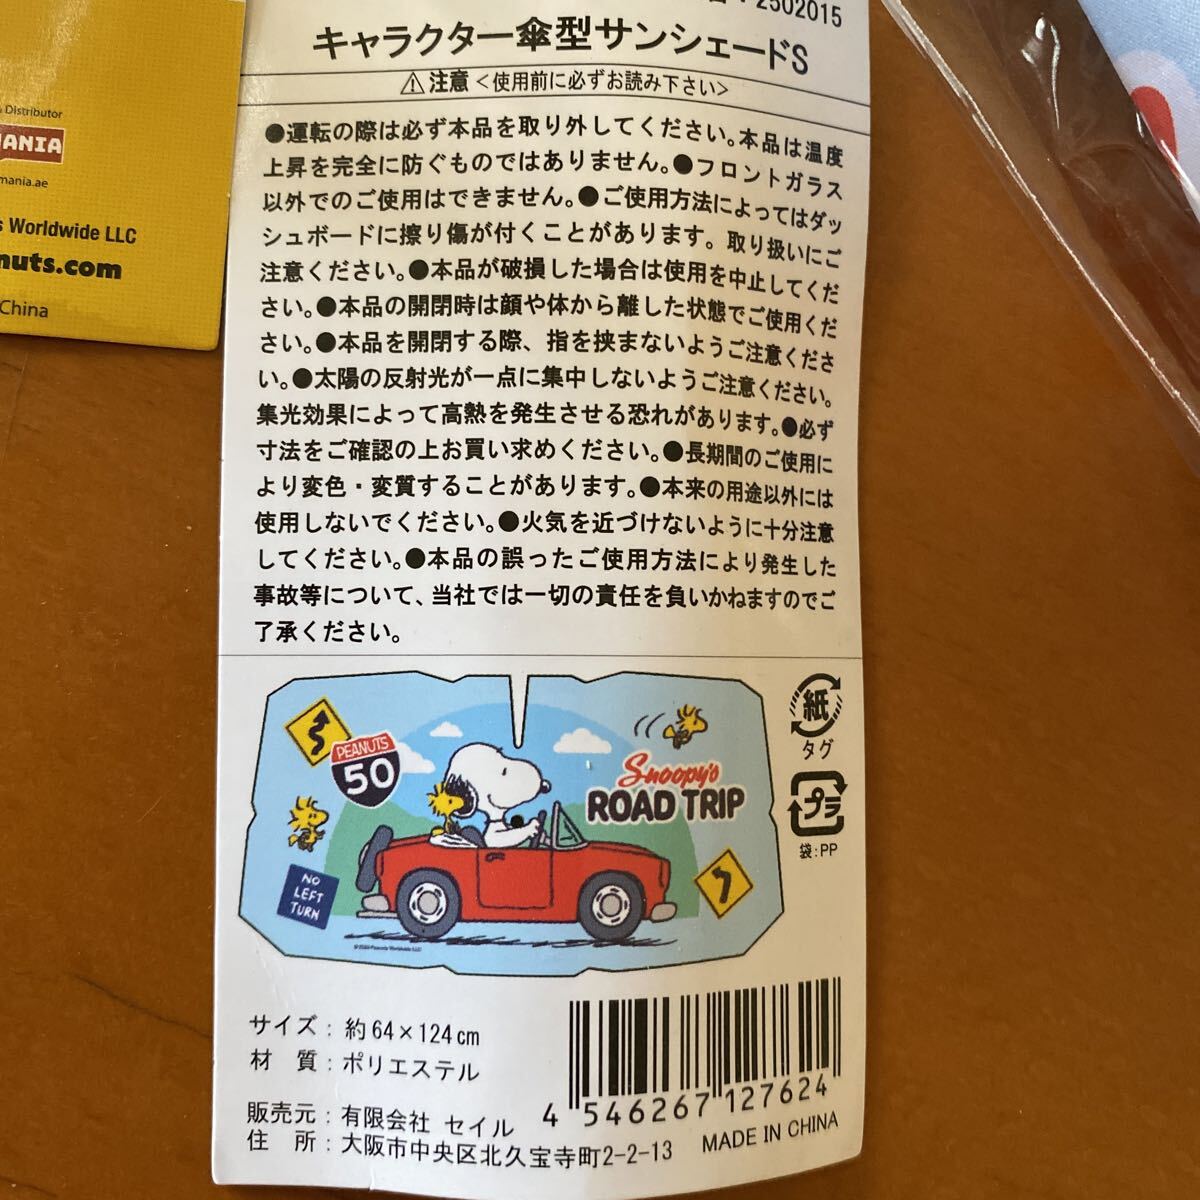 2502015
キャラクター傘型サンシェードS
⚠注意<使用前に必ずお読み下さい>
●運転の際は必ず本品を取り外してください。本品は温度
上昇を完全に防ぐものではありません。●フロントガラス
以外でのご使用はできません。●ご使用方法によってはダッ
シュボードに擦り傷が付くことがあります。取り扱いにご
注意ください。●本品が破損した場合は使用を中止してくだ
さい。●本品の開閉時は顔や体から離した状態でご使用くだ
さい。●本品を開閉する際、指を挟まないようご注意くださ
い。●太陽の反射光が一点に集中しないようご注意ください。
集光効果によって高熱を発生させる恐れがあります。●必ず
寸法をご確認の上お買い求めください。●長期間のご使用に
より変色・変質することがあります。●本来の用途以外には
使用しないでください。●火気を近づけないように十分注意
してください。●本品の誤ったご使用方法により発生した
事故等について、当社では一切の責任を負いかねますのでご
了承ください。
PEANUTS
50
Snoopy's
ROAD TRIP
NO
LEFT
TURN
Peanuts Worldwide LLC
紙
タグ
プラ
袋:PP
サイズ: 約64×124cm
材 質: ポリエステル
販売元: 有限会社 セイル
住 所: 大阪市中央区北久宝寺町2-2-13
4 546267 127624
MADE IN CHINA
Distributor
MANIA
mania.ae
Worldwide LLC
nuts.com
China